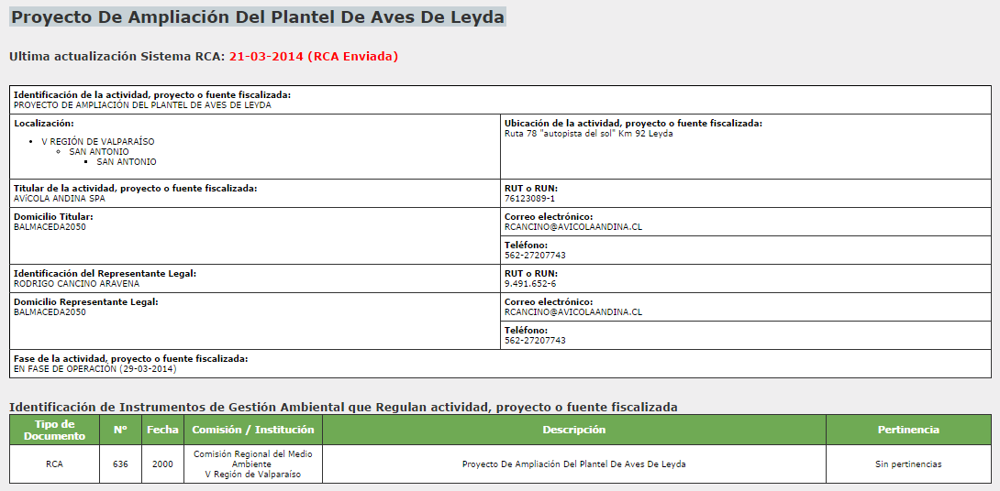 Proyecto De Ampliación Del Plantel De Aves De Leyda
Ultima actualización Sistema RCA: 21-03-2014 (RCA Enviada)
Identificación de la actividad, proyecto o fuente fiscalizada:
PROYECTO DE AMPLIACIÓN DEL PLANTEL DE AVES DE LEYDA
Localización:
V REGIÓN DE VALPARAÍSO
SAN ANTONIO
SAN ANTONIO
Ubicación de la actividad, proyecto o fuente fiscalizada:
Ruta 78 "autopista del sol" Km 92 Leyda
Titular de la actividad, proyecto o fuente fiscalizada:
AVíCOLA ANDINA SPA
RUT o RUN:
76123089-1
Domicilio Titular:
BALMACEDA2050
Correo electrónico:
RCANCINO@AVICOLAANDINA.CL
Teléfono:
562-27207743
Identificación del Representante Legal:
RODRIGO CANCINO ARAVENA
RUT o RUN:
9.491.652-6
Domicilio Representante Legal:
BALMACEDA2050
Correo electrónico:
RCANCINO@AVICOLAANDINA.CL
Teléfono:
562-27207743
Fase de la actividad, proyecto o fuente fiscalizada:
EN FASE DE OPERACIÓN (29-03-2014)
Identificación de Instrumentos de Gestión Ambiental que Regulan actividad, proyecto o fuente fiscalizada
Tipo de
Documento
Nº
Fecha
Comisión / Institución
Descripción
Pertinencia
RCA
636
2000
Comisión Regional del Medio
Ambiente
V Región de Valparaíso
Proyecto De Ampliación Del Plantel De Aves De Leyda
Sin pertinencias